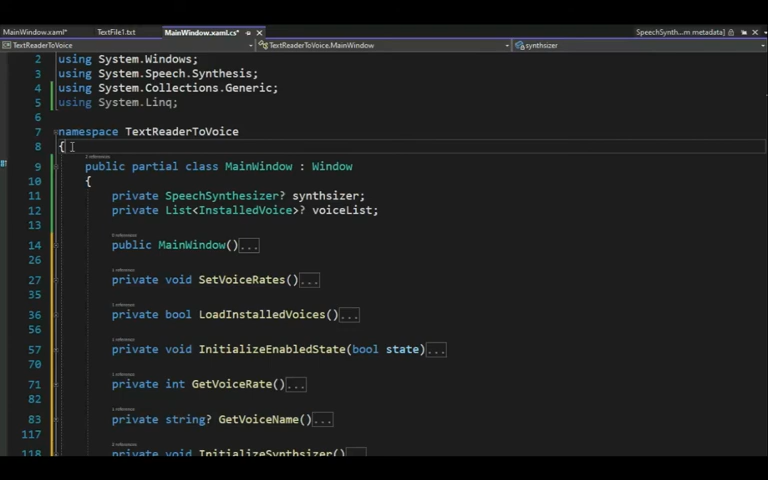 MainWindow.xaml* TextFile1.txt MainWindow.xaml.cs* SpeechSynth...m metadata]
TextReaderToVoice TextReaderToVoice.MainWindow synthsizer
2 using System.Windows;
3 using System.Speech.Synthesis;
4 using System.Collections.Generic;
5 using System.Linq;
6
7 namespace TextReaderToVoice
8 {
9 public partial class MainWindow : Window
10 {
11 private SpeechSynthesizer? synthsizer;
12 private List<InstalledVoice>? voiceList;
13
14 public MainWindow()...
26
27 private void SetVoiceRates()...
35
36 private bool LoadInstalledVoices()...
56
57 private void InitializeEnabledState(bool state)...
70
71 private int GetVoiceRate()...
82
83 private string? GetVoiceName()...
117
118 private void InitializeSynthsizer()...